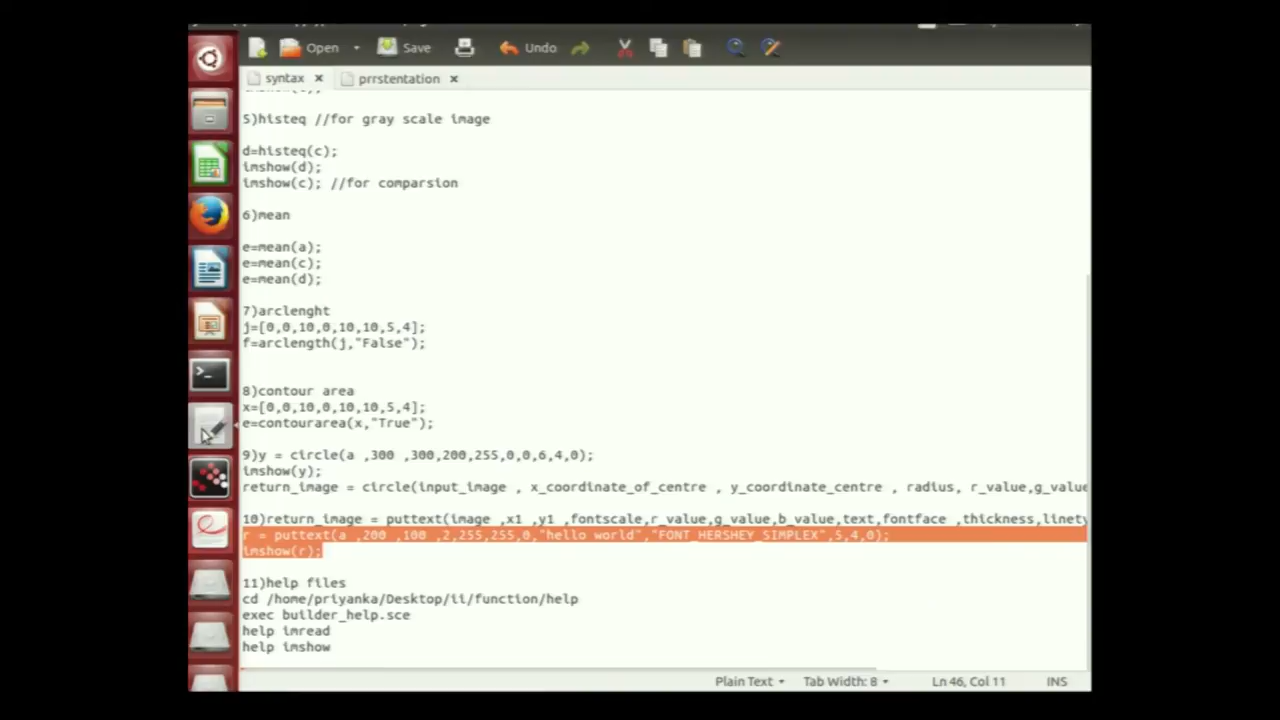 Open Save Undo
syntax × prrstentation ×
5)histeq //for gray scale image
d=histeq(c);
imshow(d);
imshow(c); //for comparsion
6)mean
e=mean(a);
e=mean(c);
e=mean(d);
7)arclenght
j=[0,0,10,0,10,10,5,4];
f=arclength(j,"False");
8)contour area
x=[0,0,10,0,10,10,5,4];
e=contourarea(x,"True");
9)y = circle(a ,300 ,300,200,255,0,0,6,4,0);
imshow(y);
return_image = circle(input_image , x_coordinate_of_centre , y_coordinate_centre , radius, r_value,g_value
10)return_image = puttext(image ,x1 ,y1 ,fontscale,r_value,g_value,b_value,text,fontface ,thickness,linety
r = puttext(a ,200 ,100 ,2,255,255,0,"hello world","FONT_HERSHEY_SIMPLEX",5,4,0);
imshow(r);
11)help files
cd /home/priyanka/Desktop/ii/function/help
exec builder_help.sce
help imread
help imshow
Plain Text Tab Width: 8 Ln 46, Col 11 INS